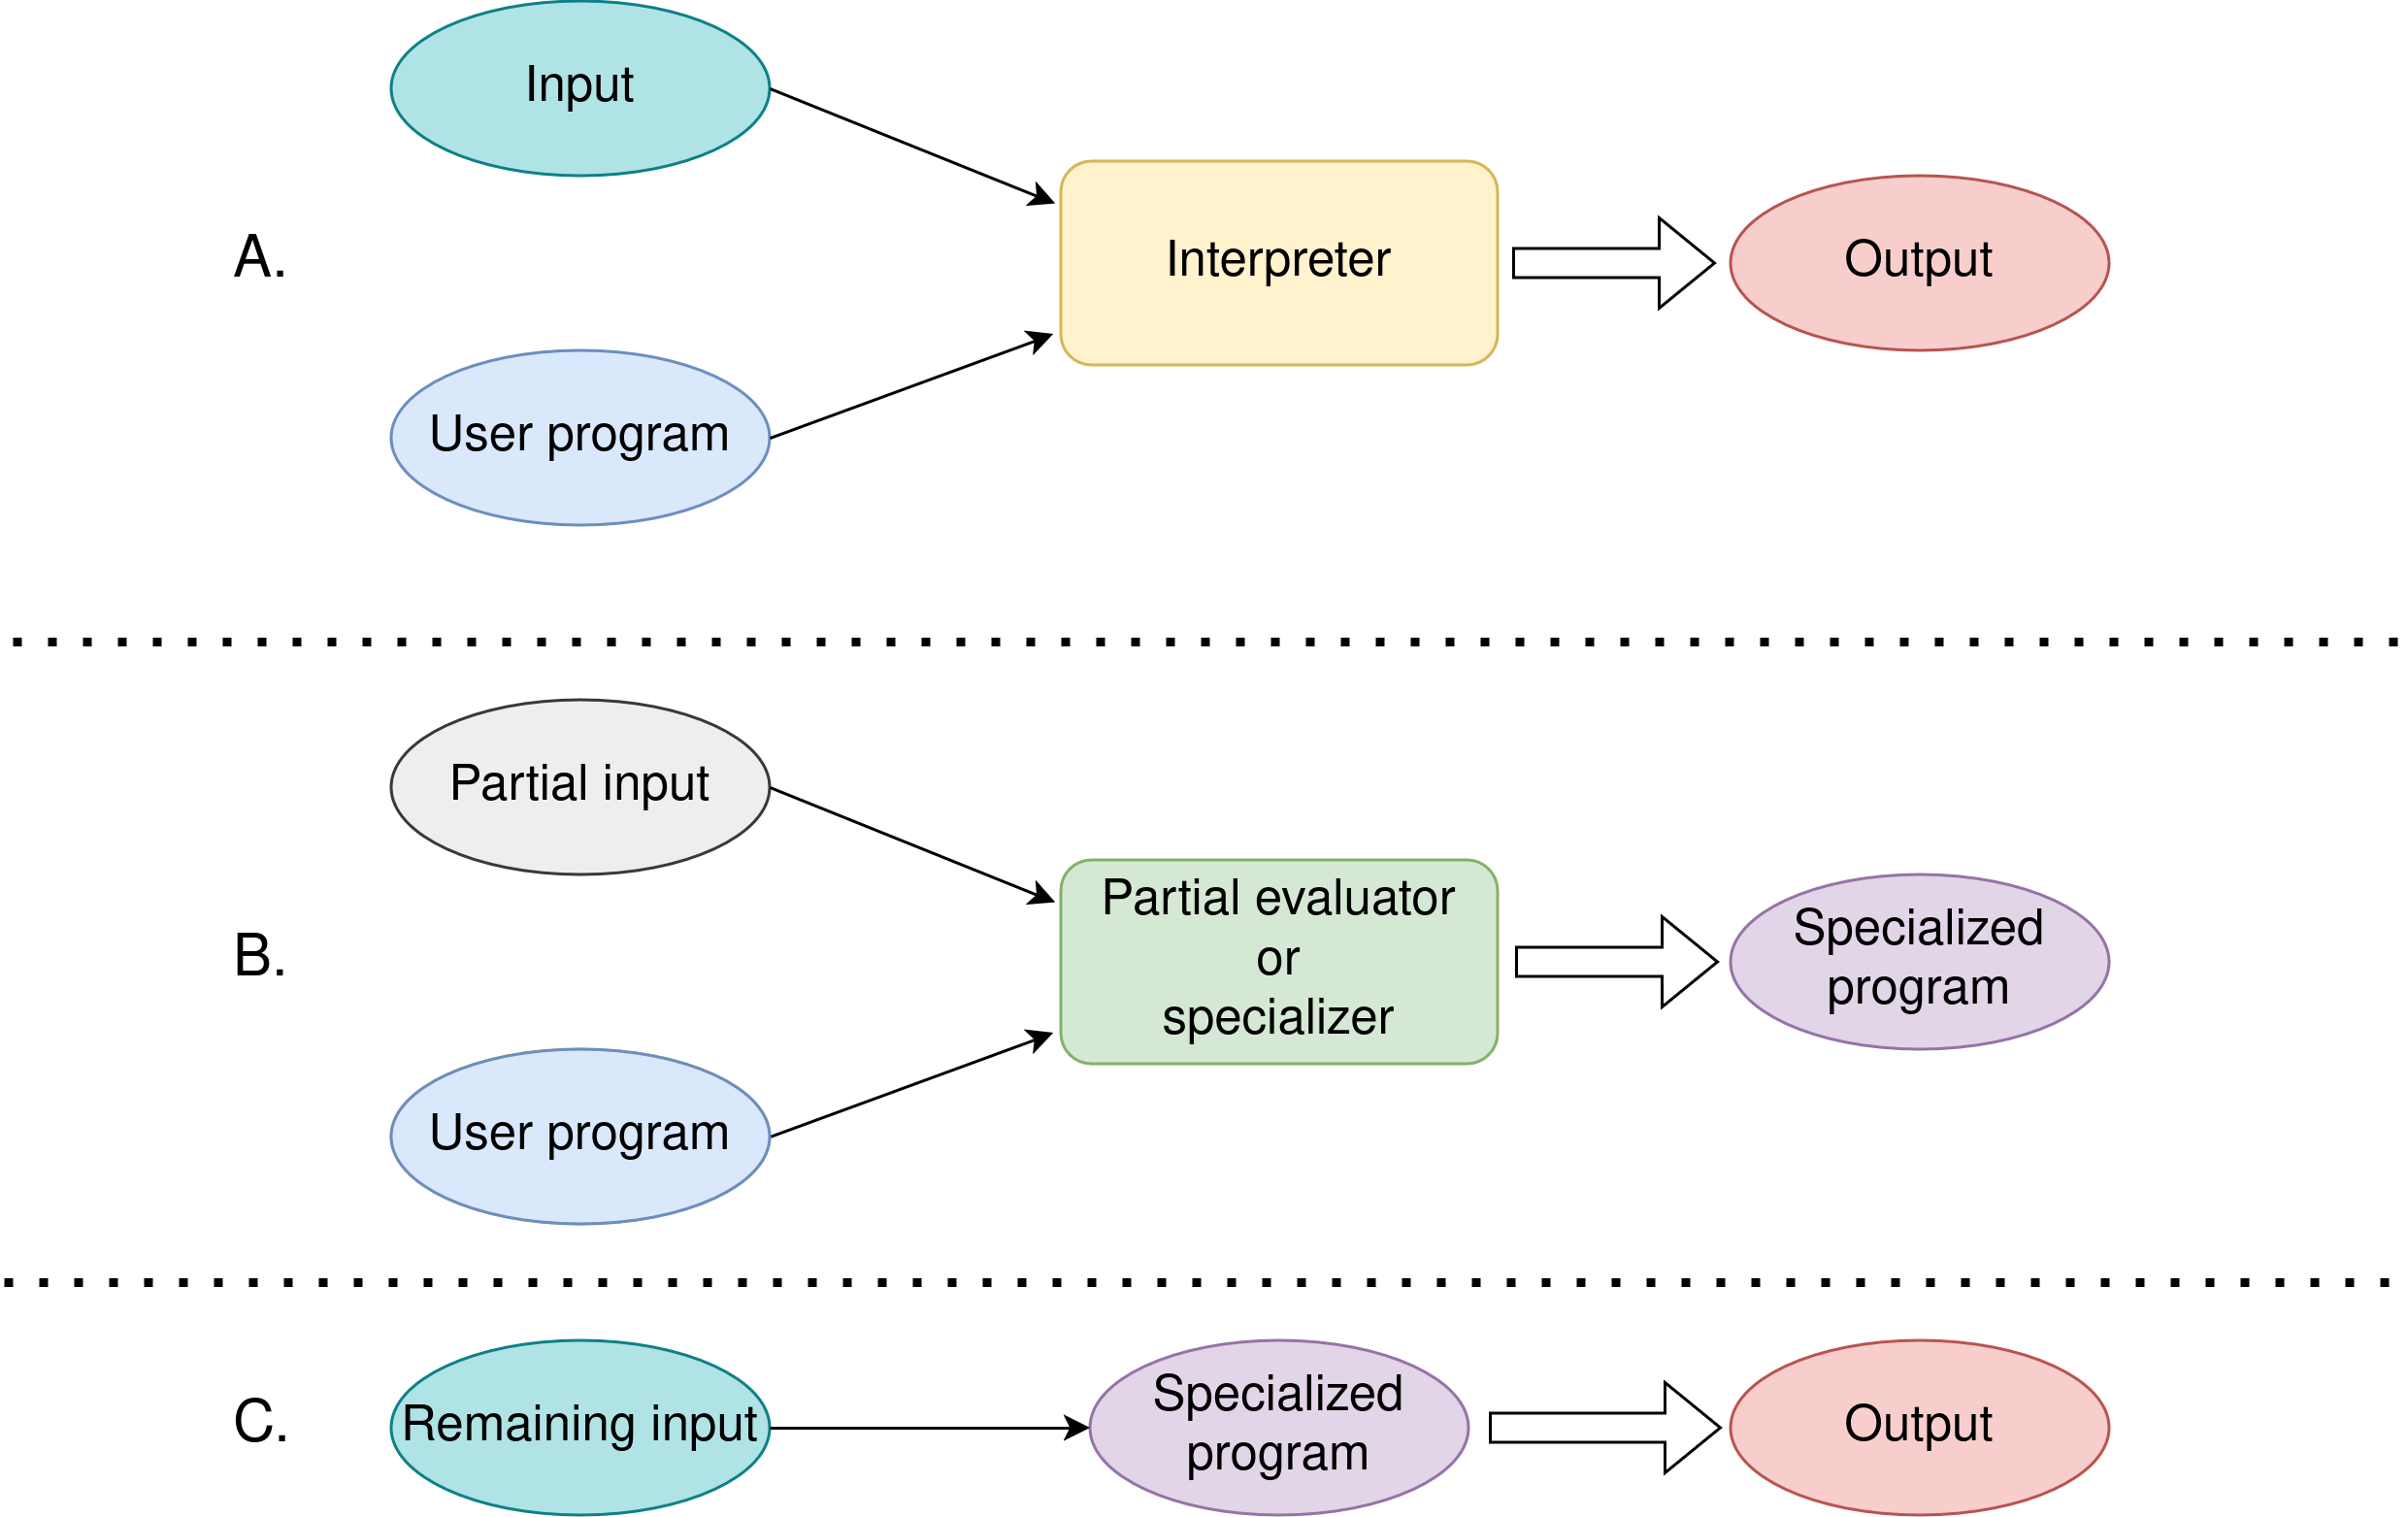 Input
A.
Interpreter
Output
User program
Partial input
B.
Partial evaluator
or
specializer
Specialized
program
User program
C.
Remaining input
Specialized
program
Output